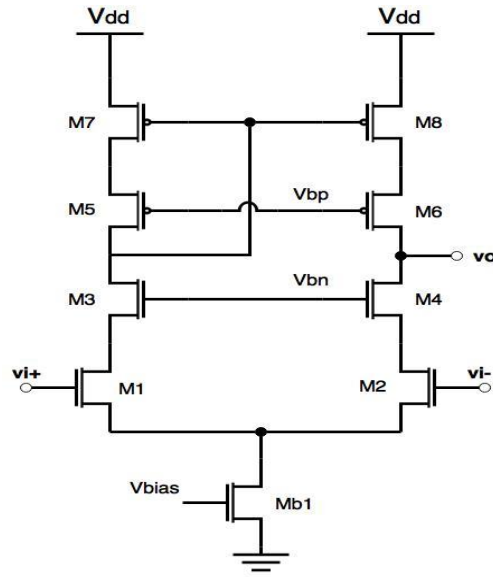 Vdd Vdd
M7 M8
Vbp
M5 M6
vo
Vbn
M3 M4
vi+ vi-
M1 M2
Vbias
Mb1